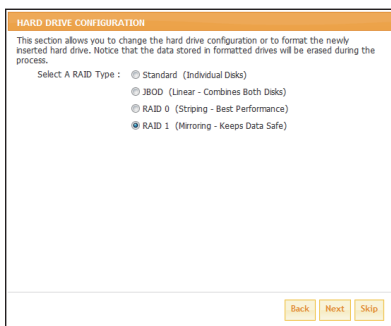 HARD DRIVE CONFIGURATION
This section allows you to change the hard drive configuration or to format the newly
inserted hard drive. Notice that the data stored in formatted drives will be erased during the
process.
Select A RAID Type : Standard (Individual Disks)
JBOD (Linear - Combines Both Disks)
RAID 0 (Striping - Best Performance)
RAID 1 (Mirroring - Keeps Data Safe)
Back Next Skip